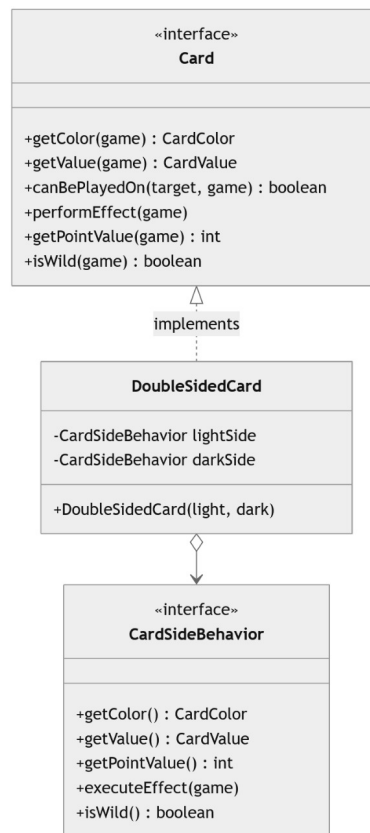 «interface»
Card
+getColor(game) : CardColor
+getValue(game) : CardValue
+canBePlayedOn(target, game) : boolean
+performEffect(game)
+getPointValue(game) : int
+isWild(game) : boolean
implements
DoubleSidedCard
-CardSideBehavior lightSide
-CardSideBehavior darkSide
+DoubleSidedCard(light, dark)
«interface»
CardSideBehavior
+getColor() : CardColor
+getValue() : CardValue
+getPointValue() : int
+executeEffect(game)
+isWild() : boolean